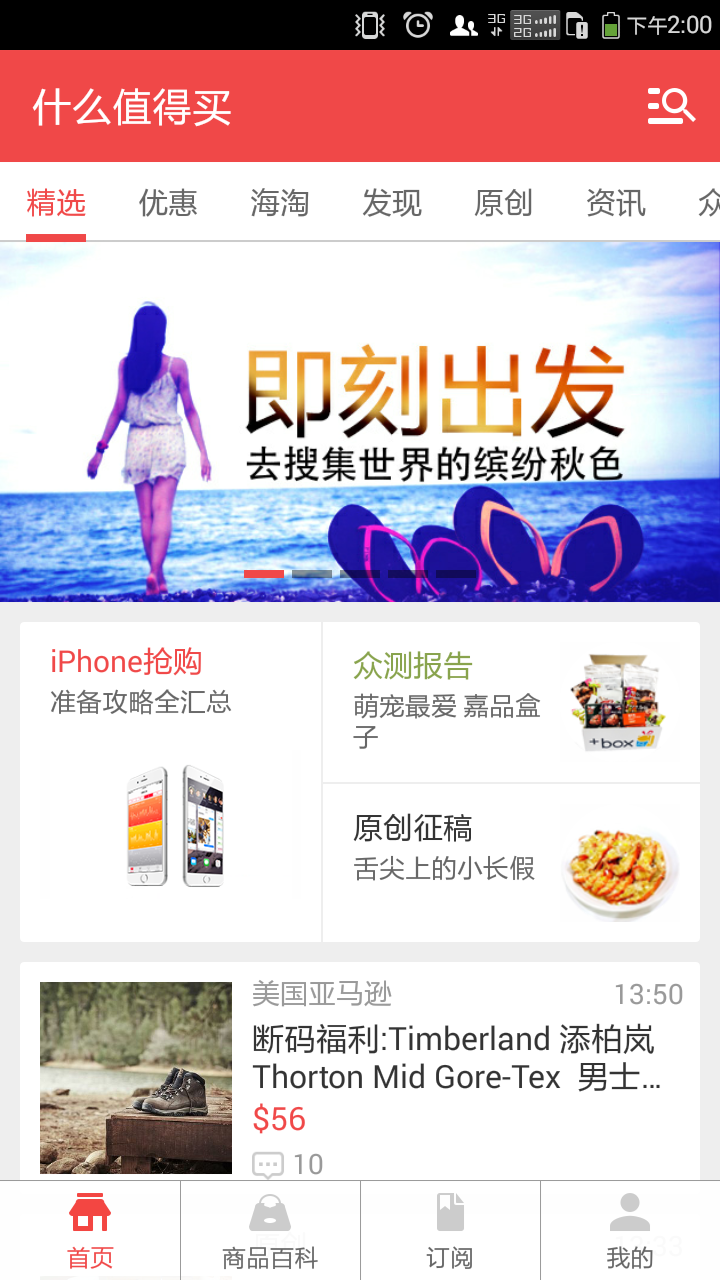 3G
3G
2G
下午2:00
什么值得买
精选 优惠 海淘 发现 原创 资讯 众
即刻出发
去搜集世界的缤纷秋色
iPhone抢购
准备攻略全汇总
众测报告
萌宠最爱 嘉品盒
子
+box
原创征稿
舌尖上的小长假
美国亚马逊 13:50
断码福利:Timberland 添柏岚
Thorton Mid Gore-Tex 男士...
$56
10
首页 商品百科 订阅 我的